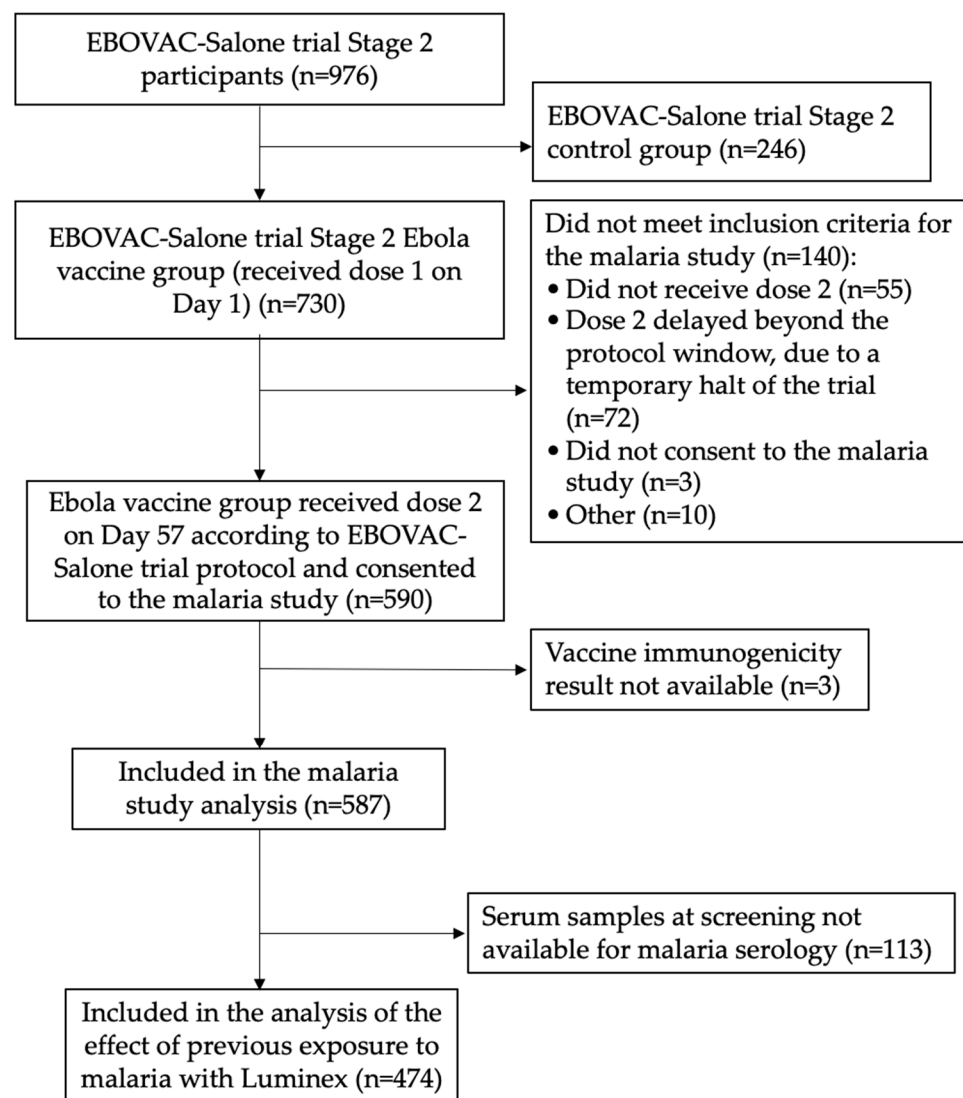 EBOVAC-Salone trial Stage 2
participants (n=976)
EBOVAC-Salone trial Stage 2
control group (n=246)
EBOVAC-Salone trial Stage 2 Ebola
vaccine group (received dose 1 on
Day 1) (n=730)
Did not meet inclusion criteria for
the malaria study (n=140):
• Did not receive dose 2 (n=55)
• Dose 2 delayed beyond the
protocol window, due to a
temporary halt of the trial
(n=72)
• Did not consent to the malaria
study (n=3)
• Other (n=10)
Ebola vaccine group received dose 2
on Day 57 according to EBOVAC-
Salone trial protocol and consented
to the malaria study (n=590)
Vaccine immunogenicity
result not available (n=3)
Included in the malaria
study analysis (n=587)
Serum samples at screening not
available for malaria serology (n=113)
Included in the analysis of the
effect of previous exposure to
malaria with Luminex (n=474)